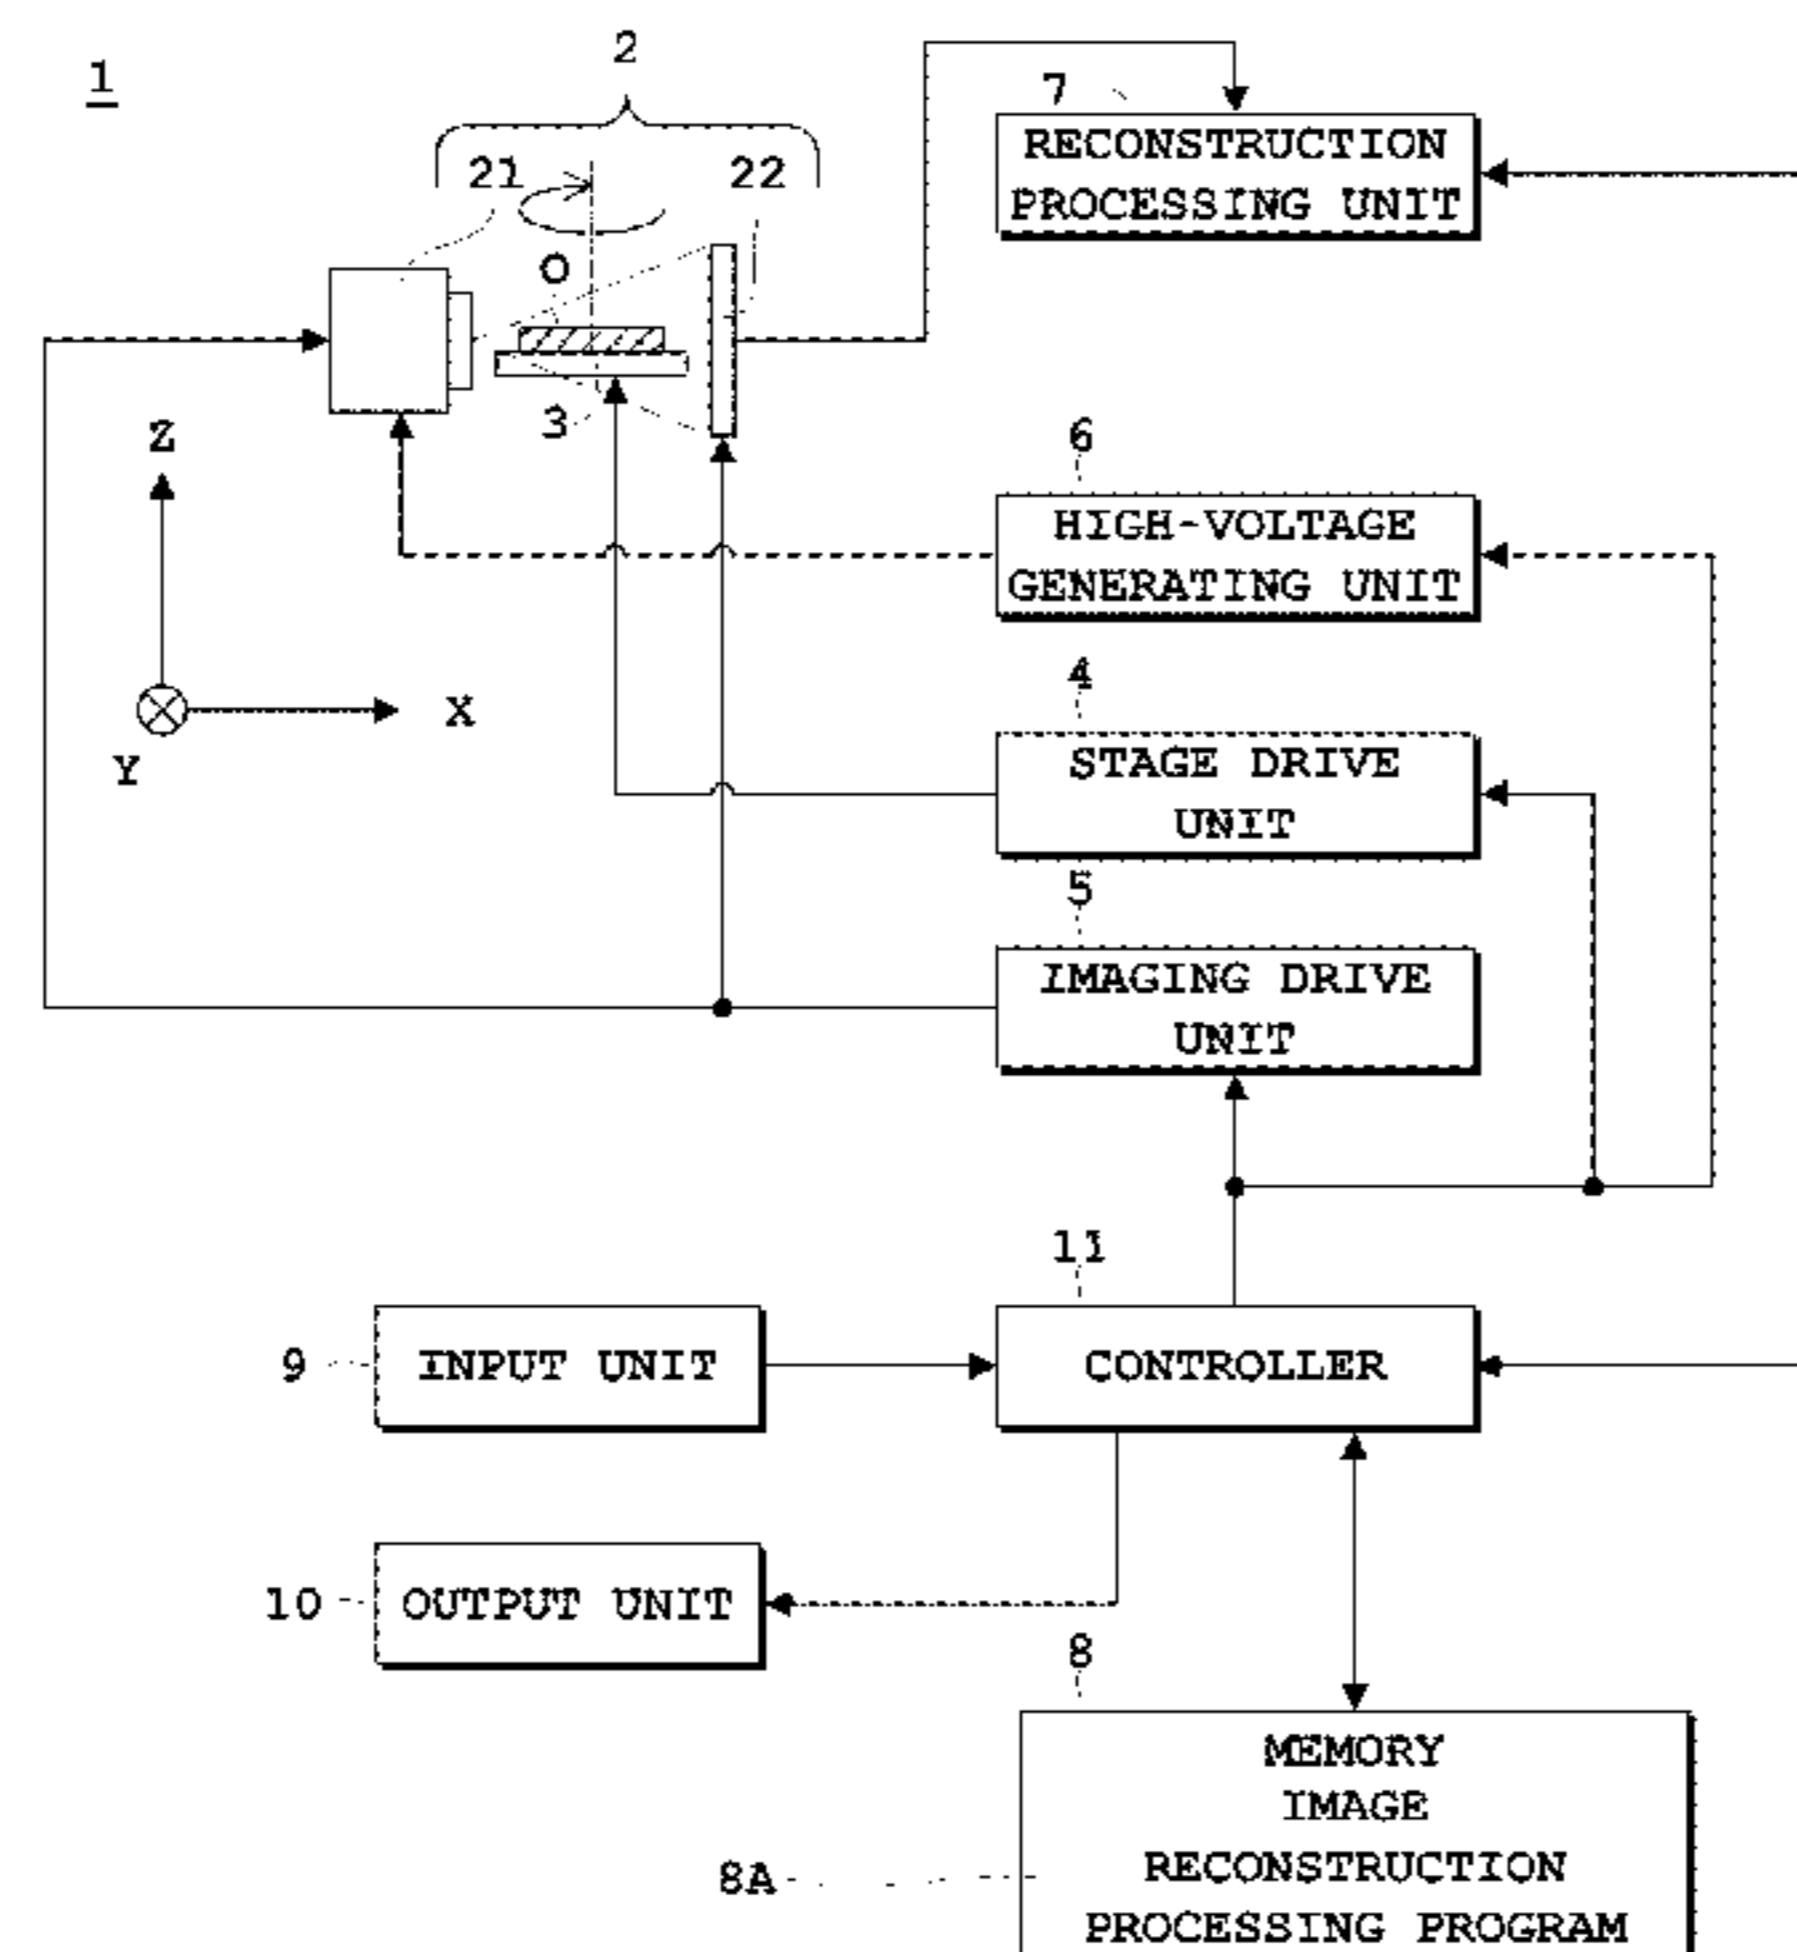 1
2
21
22
O
3
Z
X
Y
7
RECONSTRUCTION
PROCESSING UNIT
6
HIGH-VOLTAGE
GENERATING UNIT
4
STAGE DRIVE
UNIT
5
IMAGING DRIVE
UNIT
11
9
INPUT UNIT
CONTROLLER
10
OUTPUT UNIT
8
MEMORY
IMAGE
8A
RECONSTRUCTION
PROCESSING PROGRAM